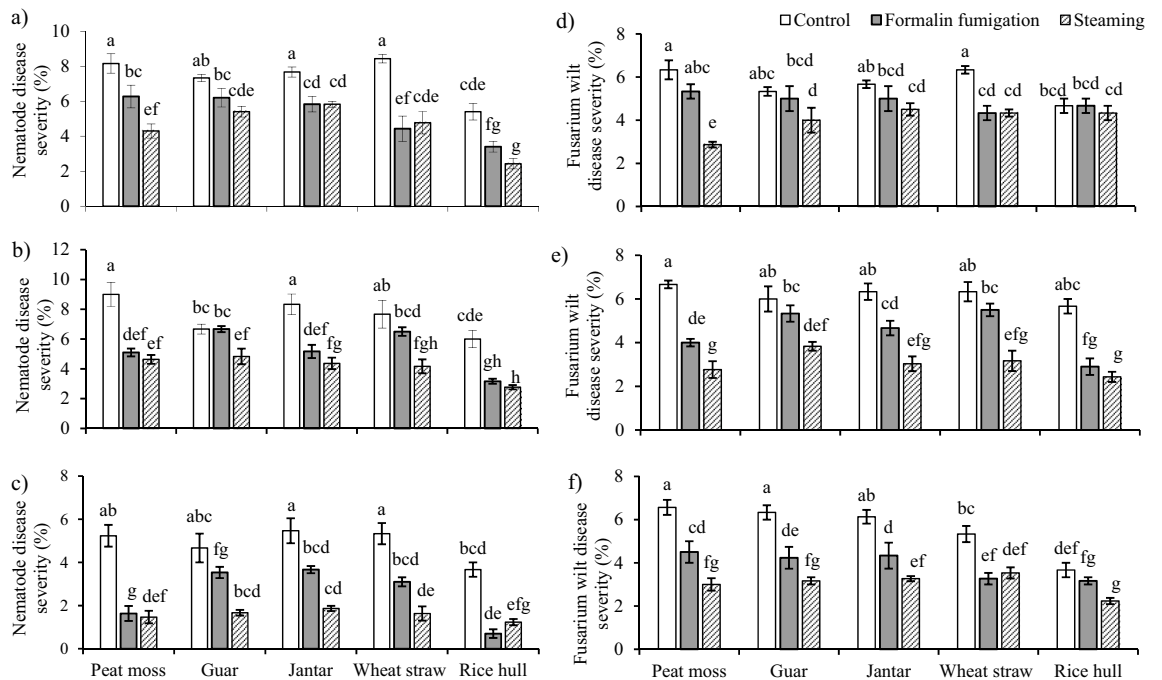 a)
Nematode disease
severity (%)
10
8
6
4
2
0
a
bc
ef
ab
bc
cde
a
cd
cd
a
ef
cde
cde
fg
g
d)
Control
Formalin fumigation
Steaming
Fusarium wilt
disease severity (%)
8
6
4
2
0
a
abc
e
abc
bcd
d
ab
bcd
cd
a
cd
cd
bcd
cd
cd
b)
Nematode disease
severity (%)
12
10
8
6
4
2
0
a
def
ef
bc
bc
ef
a
def
fg
ab
bcd
fgh
cde
gh
h
e)
Fusarium wilt
disease severity (%)
8
6
4
2
0
a
de
g
ab
bc
def
ab
cd
efg
ab
bc
efg
abc
fg
g
c)
Nematode disease
severity (%)
8
6
4
2
0
ab
g
def
abc
fg
bcd
a
bcd
cd
a
bcd
de
bcd
de
efg
Peat moss
Guar
Jantar
Wheat straw
Rice hull
f)
Fusarium wilt disease
severity (%)
8
6
4
2
0
a
cd
fg
a
de
fg
ab
d
ef
bc
ef
def
def
fg
g
Peat moss
Guar
Jantar
Wheat straw
Rice hull